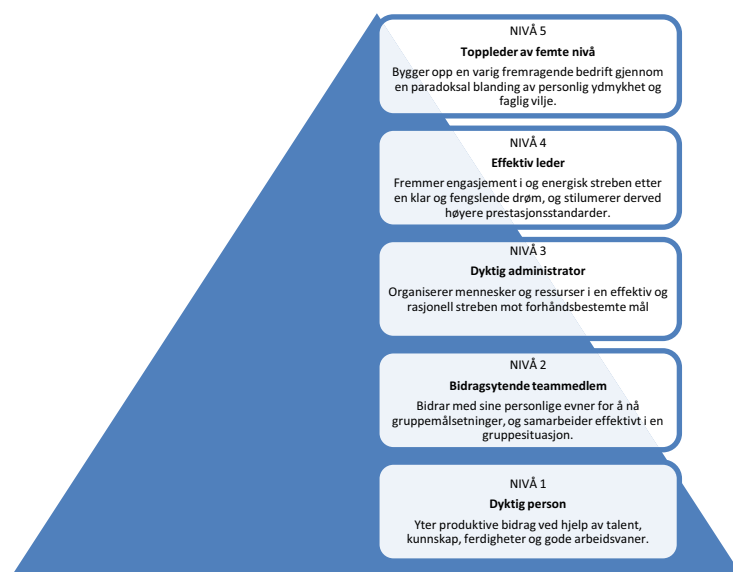 NIVÅ 5
Toppleder av femte nivå
Bygger opp en varig fremragende bedrift gjennom
en paradoksal blanding av personlig ydmykhet og
faglig vilje.
NIVÅ 4
Effektiv leder
Fremmer engasjement i og energisk streben etter
en klar og fengslende drøm, og stilumerer derved
høyere prestasjonsstandarder.
NIVÅ 3
Dyktig administrator
Organiserer mennesker og ressurser i en effektiv og
rasjonell streben mot forhåndsbestemte mål
NIVÅ 2
Bidragsytende teammedlem
Bidrar med sine personlige evner for å nå
gruppemålsetninger, og samarbeider effektivt i en
gruppesituasjon.
NIVÅ 1
Dyktig person
Yter produktive bidrag ved hjelp av talent,
kunnskap, ferdigheter og gode arbeidsvaner.